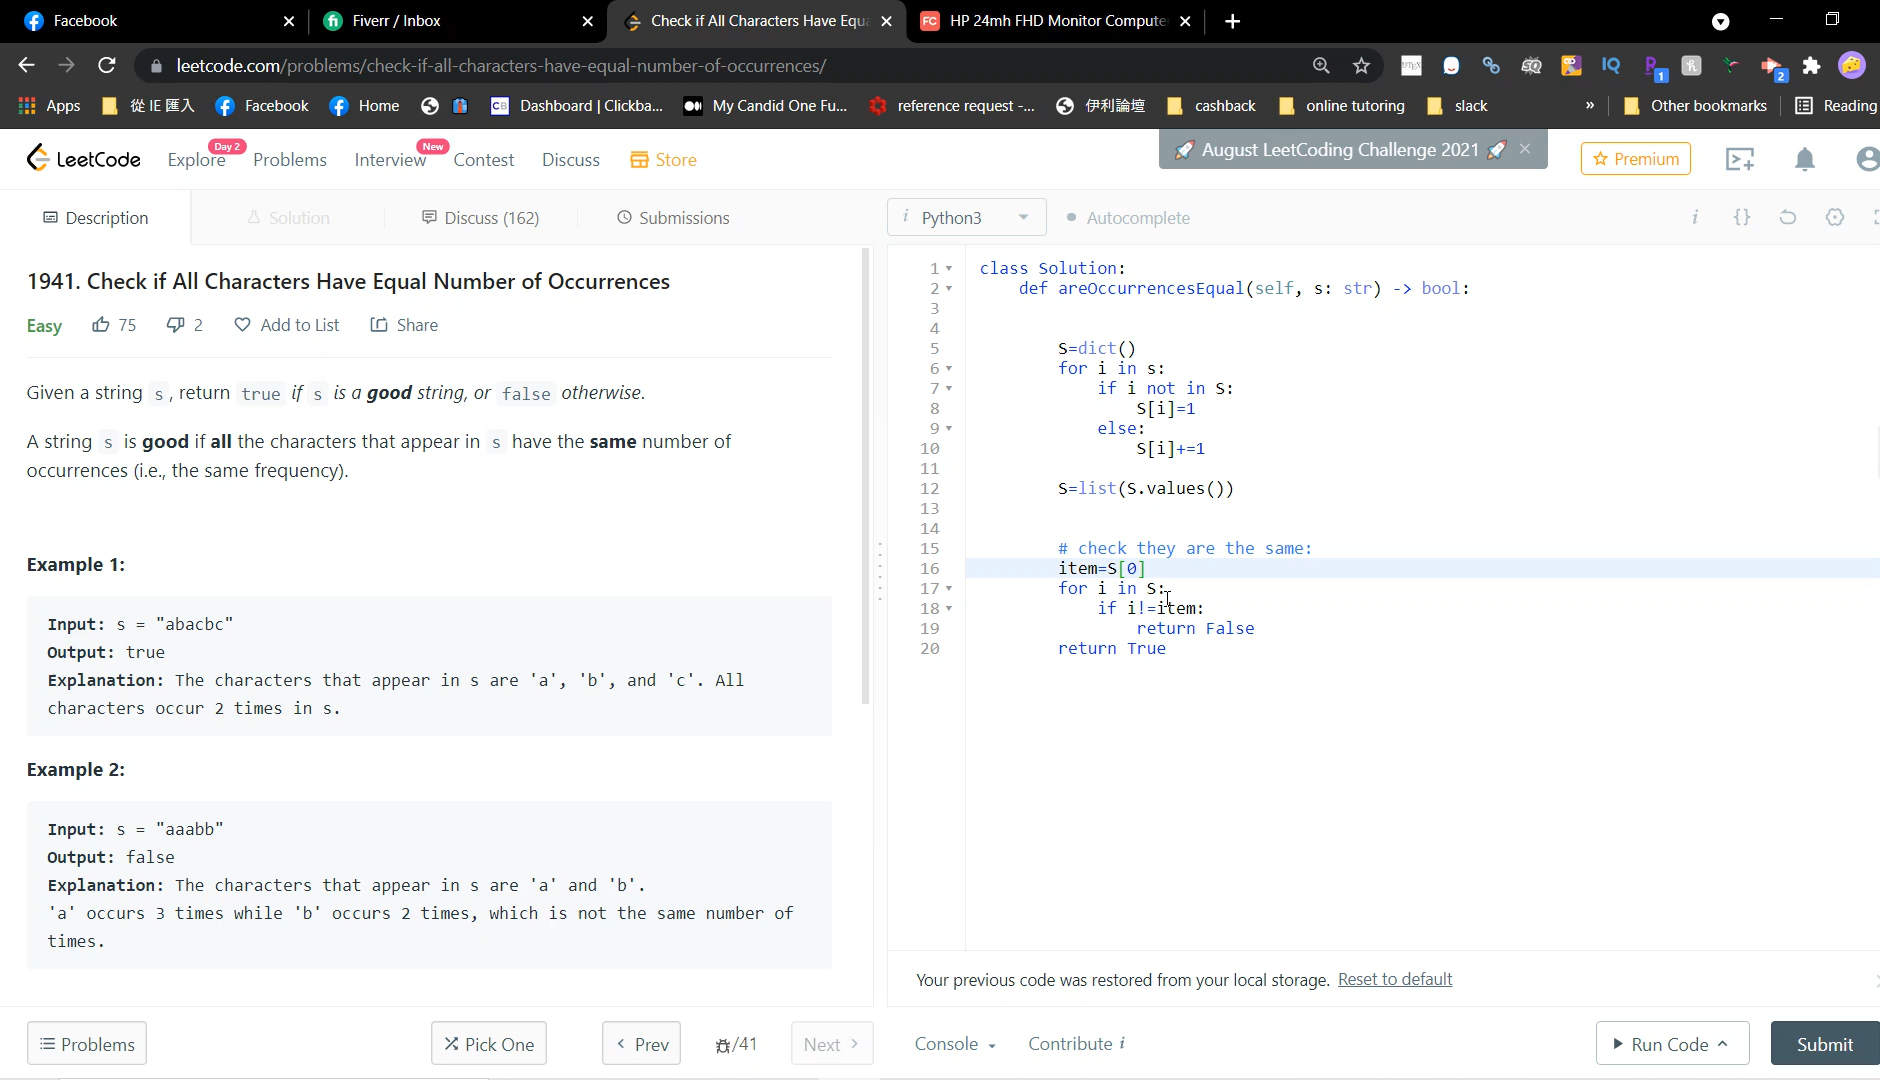 Facebook
Fiverr / Inbox
Check if All Characters Have Equa
FC HP 24mh FHD Monitor Compute
leetcode.com/problems/check-if-all-characters-have-equal-number-of-occurrences/
Apps 從 IE 匯入 Facebook Home CB Dashboard | Clickba... My Candid One Fu... reference request -... 伊利論壇 cashback online tutoring slack » Other bookmarks Reading
LeetCode Explore Day 2 Problems Interview New Contest Discuss Store August LeetCoding Challenge 2021 Premium
Description Solution Discuss (162) Submissions
i Python3 Autocomplete i {}
1941. Check if All Characters Have Equal Number of Occurrences
Easy 75 2 Add to List Share
Given a string s , return true if s is a good string, or false otherwise.
A string s is good if all the characters that appear in s have the same number of
occurrences (i.e., the same frequency).
Example 1:
Input: s = "abacbc"
Output: true
Explanation: The characters that appear in s are 'a', 'b', and 'c'. All
characters occur 2 times in s.
Example 2:
Input: s = "aaabb"
Output: false
Explanation: The characters that appear in s are 'a' and 'b'.
'a' occurs 3 times while 'b' occurs 2 times, which is not the same number of
times.
1 class Solution:
2 def areOccurrencesEqual(self, s: str) -> bool:
3
4
5 S=dict()
6 for i in s:
7 if i not in S:
8 S[i]=1
9 else:
10 S[i]+=1
11
12 S=list(S.values())
13
14
15 # check they are the same:
16 item=S[0]
17 for i in S:
18 if i!=item:
19 return False
20 return True
Your previous code was restored from your local storage. Reset to default
Problems Pick One Prev /41 Next Console Contribute i Run Code Submit